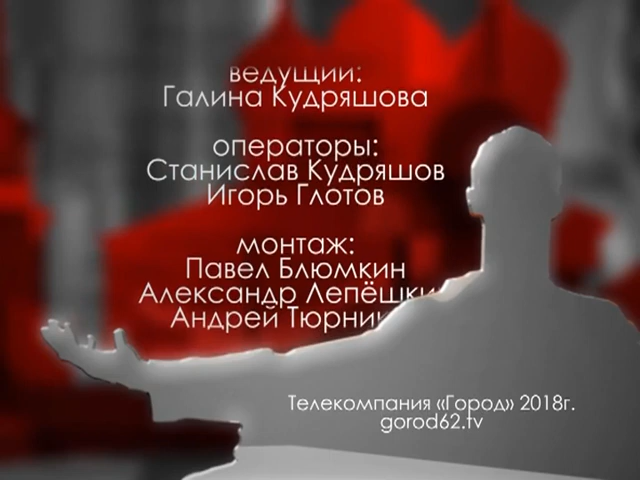 ведущий:
Галина Кудряшова
операторы:
Станислав Кудряшов
Игорь Глотов
монтаж:
Павел Блюмкин
Александр
Андрей
Телекомпания «Город» 2018г.
gorod62.tv